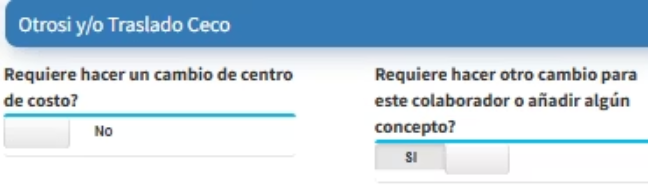 Otrosi y/o Traslado Ceco
Requiere hacer un cambio de centro
de costo?
No
Requiere hacer otro cambio para
este colaborador o añadir algún
concepto?
SI